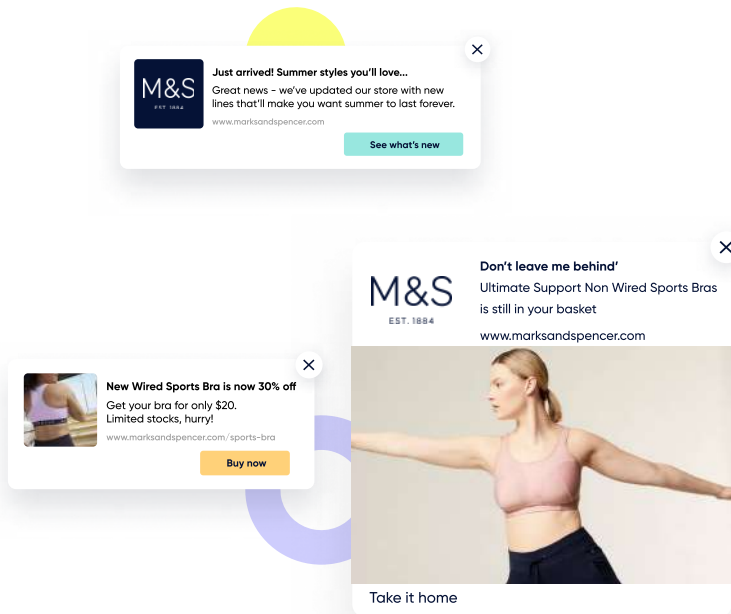 M&S
EST. 1884
Just arrived! Summer styles you'll love...
Great news - we've updated our store with new
lines that'll make you want summer to last forever.
www.marksandspencer.com
See what's new
M&S
EST. 1884
Don't leave me behind'
Ultimate Support Non Wired Sports Bras
is still in your basket
www.marksandspencer.com
Take it home
New Wired Sports Bra is now 30% off
Get your bra for only $20.
Limited stocks, hurry!
www.marksandspencer.com/sports-bra
Buy now